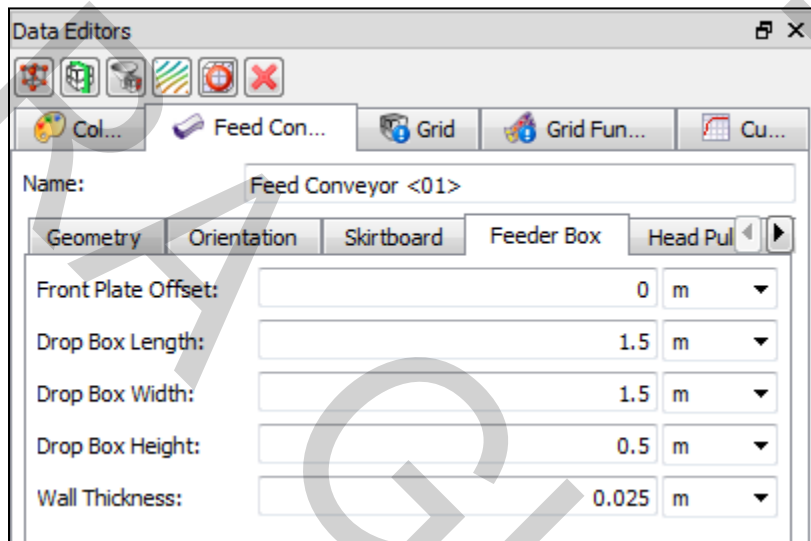 Data Editors
Col... Feed Con... Grid Grid Fun... Cu...
Name: Feed Conveyor <01>
Geometry Orientation Skirtboard Feeder Box Head Pul
Front Plate Offset: 0 m
Drop Box Length: 1.5 m
Drop Box Width: 1.5 m
Drop Box Height: 0.5 m
Wall Thickness: 0.025 m